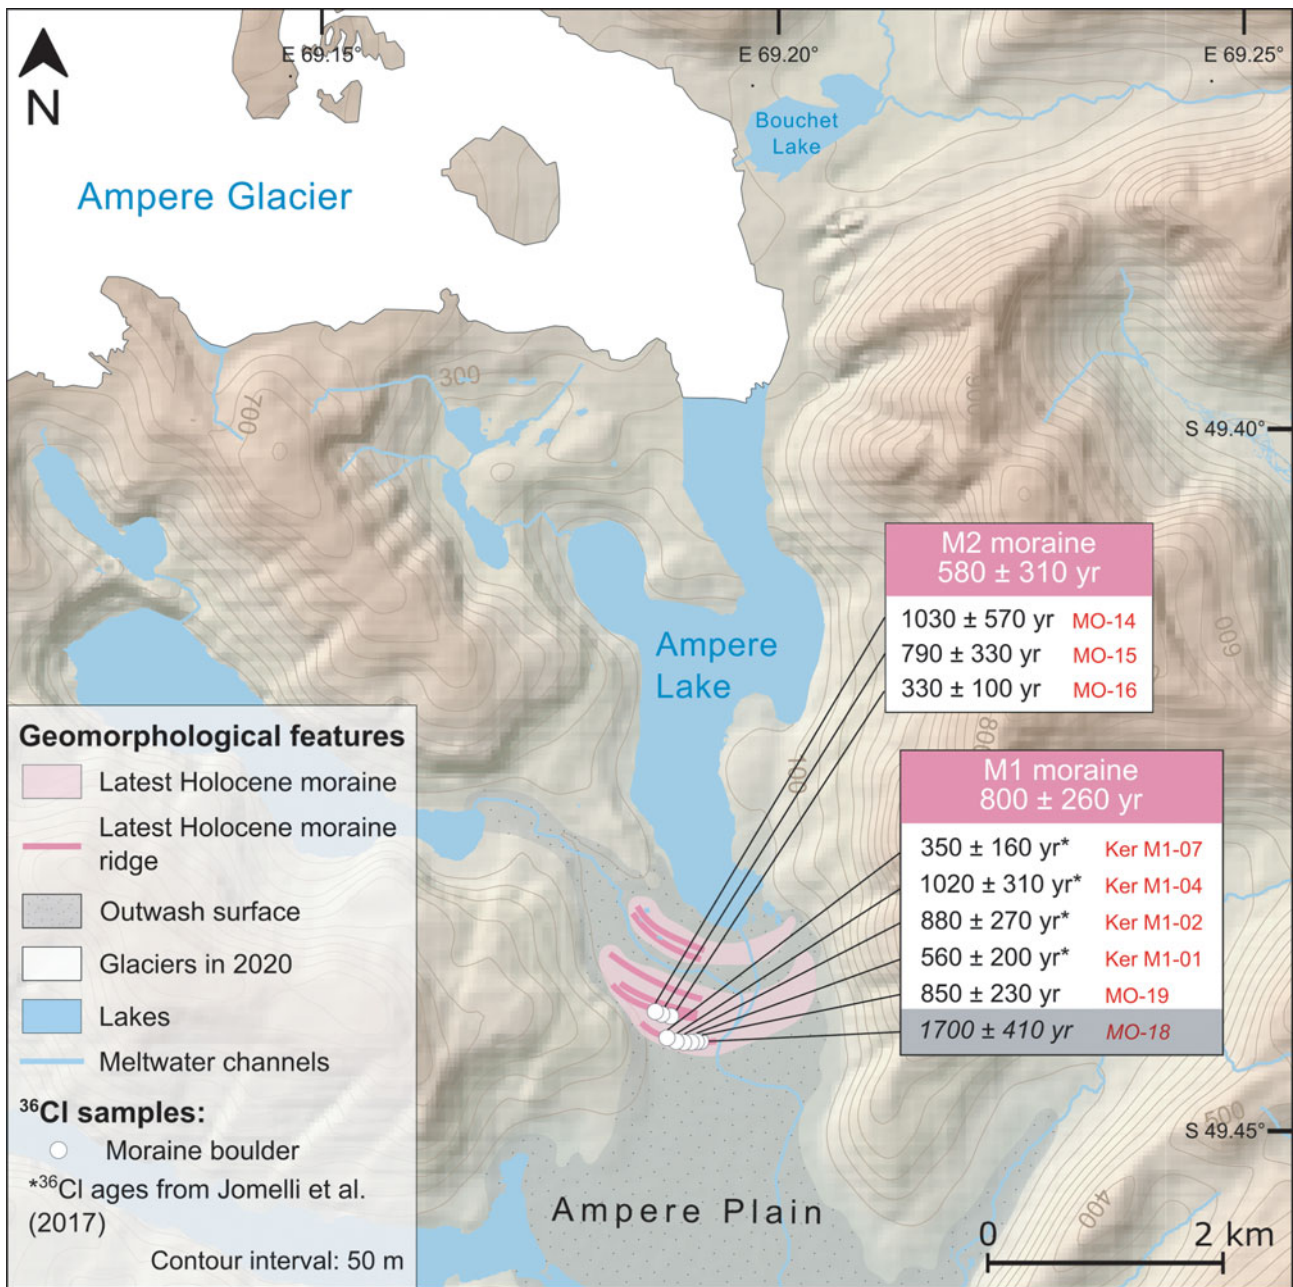 E 69.15°
E 69.20°
E 69.25°
N
Bouchet
Lake
Ampere Glacier
300
700
S 49.40°
M2 moraine
580 ± 310 yr
1030 ± 570 yr MO-14
790 ± 330 yr MO-15
330 ± 100 yr MO-16
600
Ampere
Lake
800
100
M1 moraine
800 ± 260 yr
350 ± 160 yr* Ker M1-07
1020 ± 310 yr* Ker M1-04
880 ± 270 yr* Ker M1-02
560 ± 200 yr* Ker M1-01
850 ± 230 yr MO-19
1700 ± 410 yr MO-18
Geomorphological features
Latest Holocene moraine
Latest Holocene moraine
ridge
Outwash surface
Glaciers in 2020
Lakes
Meltwater channels
³⁶Cl samples:
Moraine boulder
*³⁶Cl ages from Jomelli et al.
(2017)
Contour interval: 50 m
500
S 49.45°
400
Ampere Plain
0 2 km